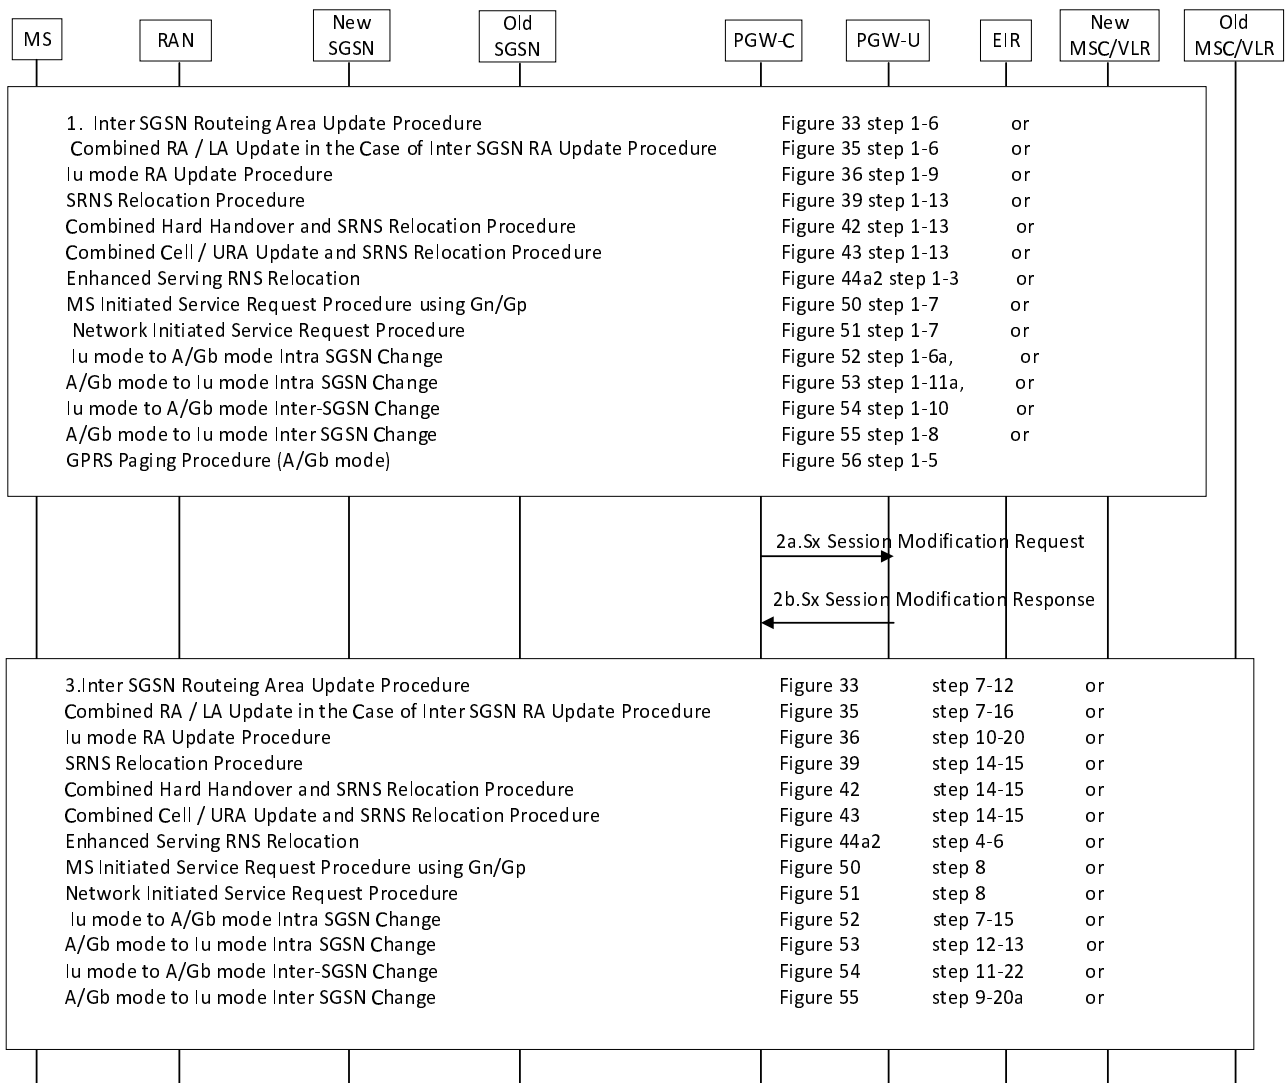 MS
RAN
New
SGSN
Old
SGSN
PGW-C
PGW-U
EIR
New
MSC/VLR
Old
MSC/VLR
1. Inter SGSN Routeing Area Update Procedure Figure 33 step 1-6 or
Combined RA / LA Update in the Case of Inter SGSN RA Update Procedure Figure 35 step 1-6 or
Iu mode RA Update Procedure Figure 36 step 1-9 or
SRNS Relocation Procedure Figure 39 step 1-13 or
Combined Hard Handover and SRNS Relocation Procedure Figure 42 step 1-13 or
Combined Cell / URA Update and SRNS Relocation Procedure Figure 43 step 1-13 or
Enhanced Serving RNS Relocation Figure 44a2 step 1-3 or
MS Initiated Service Request Procedure using Gn/Gp Figure 50 step 1-7 or
Network Initiated Service Request Procedure Figure 51 step 1-7 or
Iu mode to A/Gb mode Intra SGSN Change Figure 52 step 1-6a, or
A/Gb mode to Iu mode Intra SGSN Change Figure 53 step 1-11a, or
Iu mode to A/Gb mode Inter-SGSN Change Figure 54 step 1-10 or
A/Gb mode to Iu mode Inter SGSN Change Figure 55 step 1-8 or
GPRS Paging Procedure (A/Gb mode) Figure 56 step 1-5
2a.Sx Session Modification Request
2b.Sx Session Modification Response
3.Inter SGSN Routeing Area Update Procedure Figure 33 step 7-12 or
Combined RA / LA Update in the Case of Inter SGSN RA Update Procedure Figure 35 step 7-16 or
Iu mode RA Update Procedure Figure 36 step 10-20 or
SRNS Relocation Procedure Figure 39 step 14-15 or
Combined Hard Handover and SRNS Relocation Procedure Figure 42 step 14-15 or
Combined Cell / URA Update and SRNS Relocation Procedure Figure 43 step 14-15 or
Enhanced Serving RNS Relocation Figure 44a2 step 4-6 or
MS Initiated Service Request Procedure using Gn/Gp Figure 50 step 8 or
Network Initiated Service Request Procedure Figure 51 step 8 or
Iu mode to A/Gb mode Intra SGSN Change Figure 52 step 7-15 or
A/Gb mode to Iu mode Intra SGSN Change Figure 53 step 12-13 or
Iu mode to A/Gb mode Inter-SGSN Change Figure 54 step 11-22 or
A/Gb mode to Iu mode Inter SGSN Change Figure 55 step 9-20a or